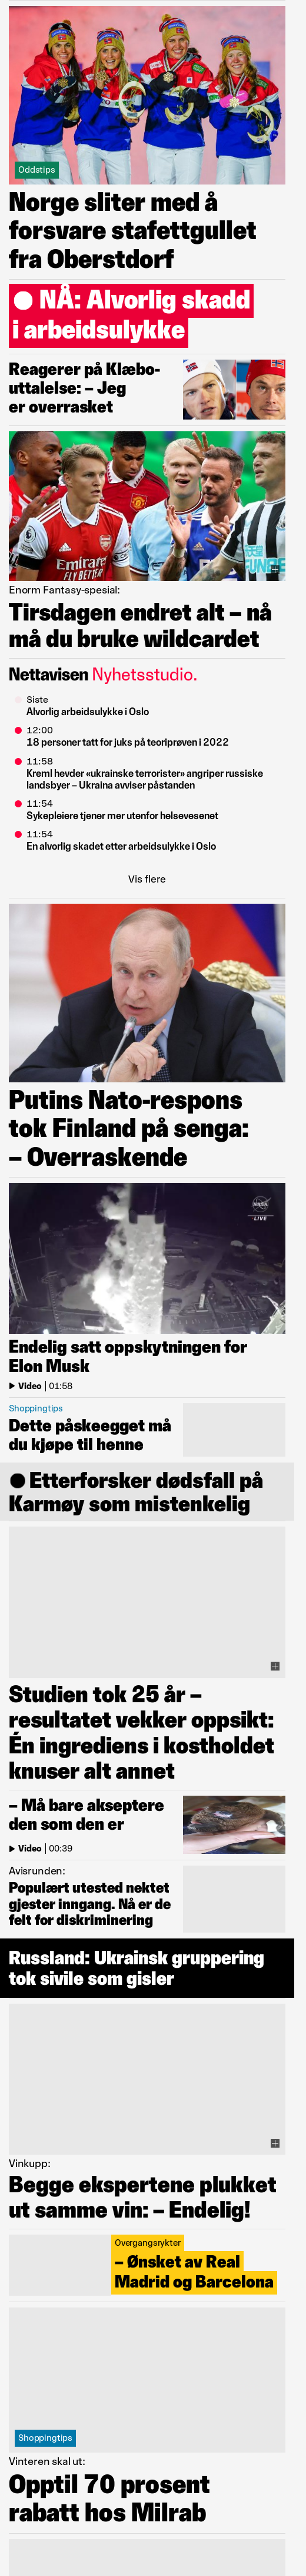 Oddstips
Norge sliter med å
forsvare stafettgullet
fra Oberstdorf
NÅ: Alvorlig skadd
i arbeidsulykke
Reagerer på Klæbo-
uttalelse: – Jeg
er overrasket
Enorm Fantasy-spesial:
Tirsdagen endret alt – nå
må du bruke wildcardet
Nettavisen Nyhetsstudio.
Siste
Alvorlig arbeidsulykke i Oslo
12:00
18 personer tatt for juks på teoriprøven i 2022
11:58
Kreml hevder «ukrainske terrorister» angriper russiske
landsbyer – Ukraina avviser påstanden
11:54
Sykepleiere tjener mer utenfor helsevesenet
11:54
En alvorlig skadet etter arbeidsulykke i Oslo
Vis flere
Putins Nato-respons
tok Finland på senga:
– Overraskende
NASA
LIVE
Endelig satt oppskytningen for
Elon Musk
Video | 01:58
Shoppingtips
Dette påskeegget må
du kjøpe til henne
Etterforsker dødsfall på
Karmøy som mistenkelig
Studien tok 25 år –
resultatet vekker oppsikt:
Én ingrediens i kostholdet
knuser alt annet
– Må bare akseptere
den som den er
Video | 00:39
Avisrunden:
Populært utested nektet
gjester inngang. Nå er de
felt for diskriminering
Russland: Ukrainsk gruppering
tok sivile som gisler
Vinkupp:
Begge ekspertene plukket
ut samme vin: – Endelig!
Overgangsrykter
– Ønsket av Real
Madrid og Barcelona
Shoppingtips
Vinteren skal ut:
Opptil 70 prosent
rabatt hos Milrab